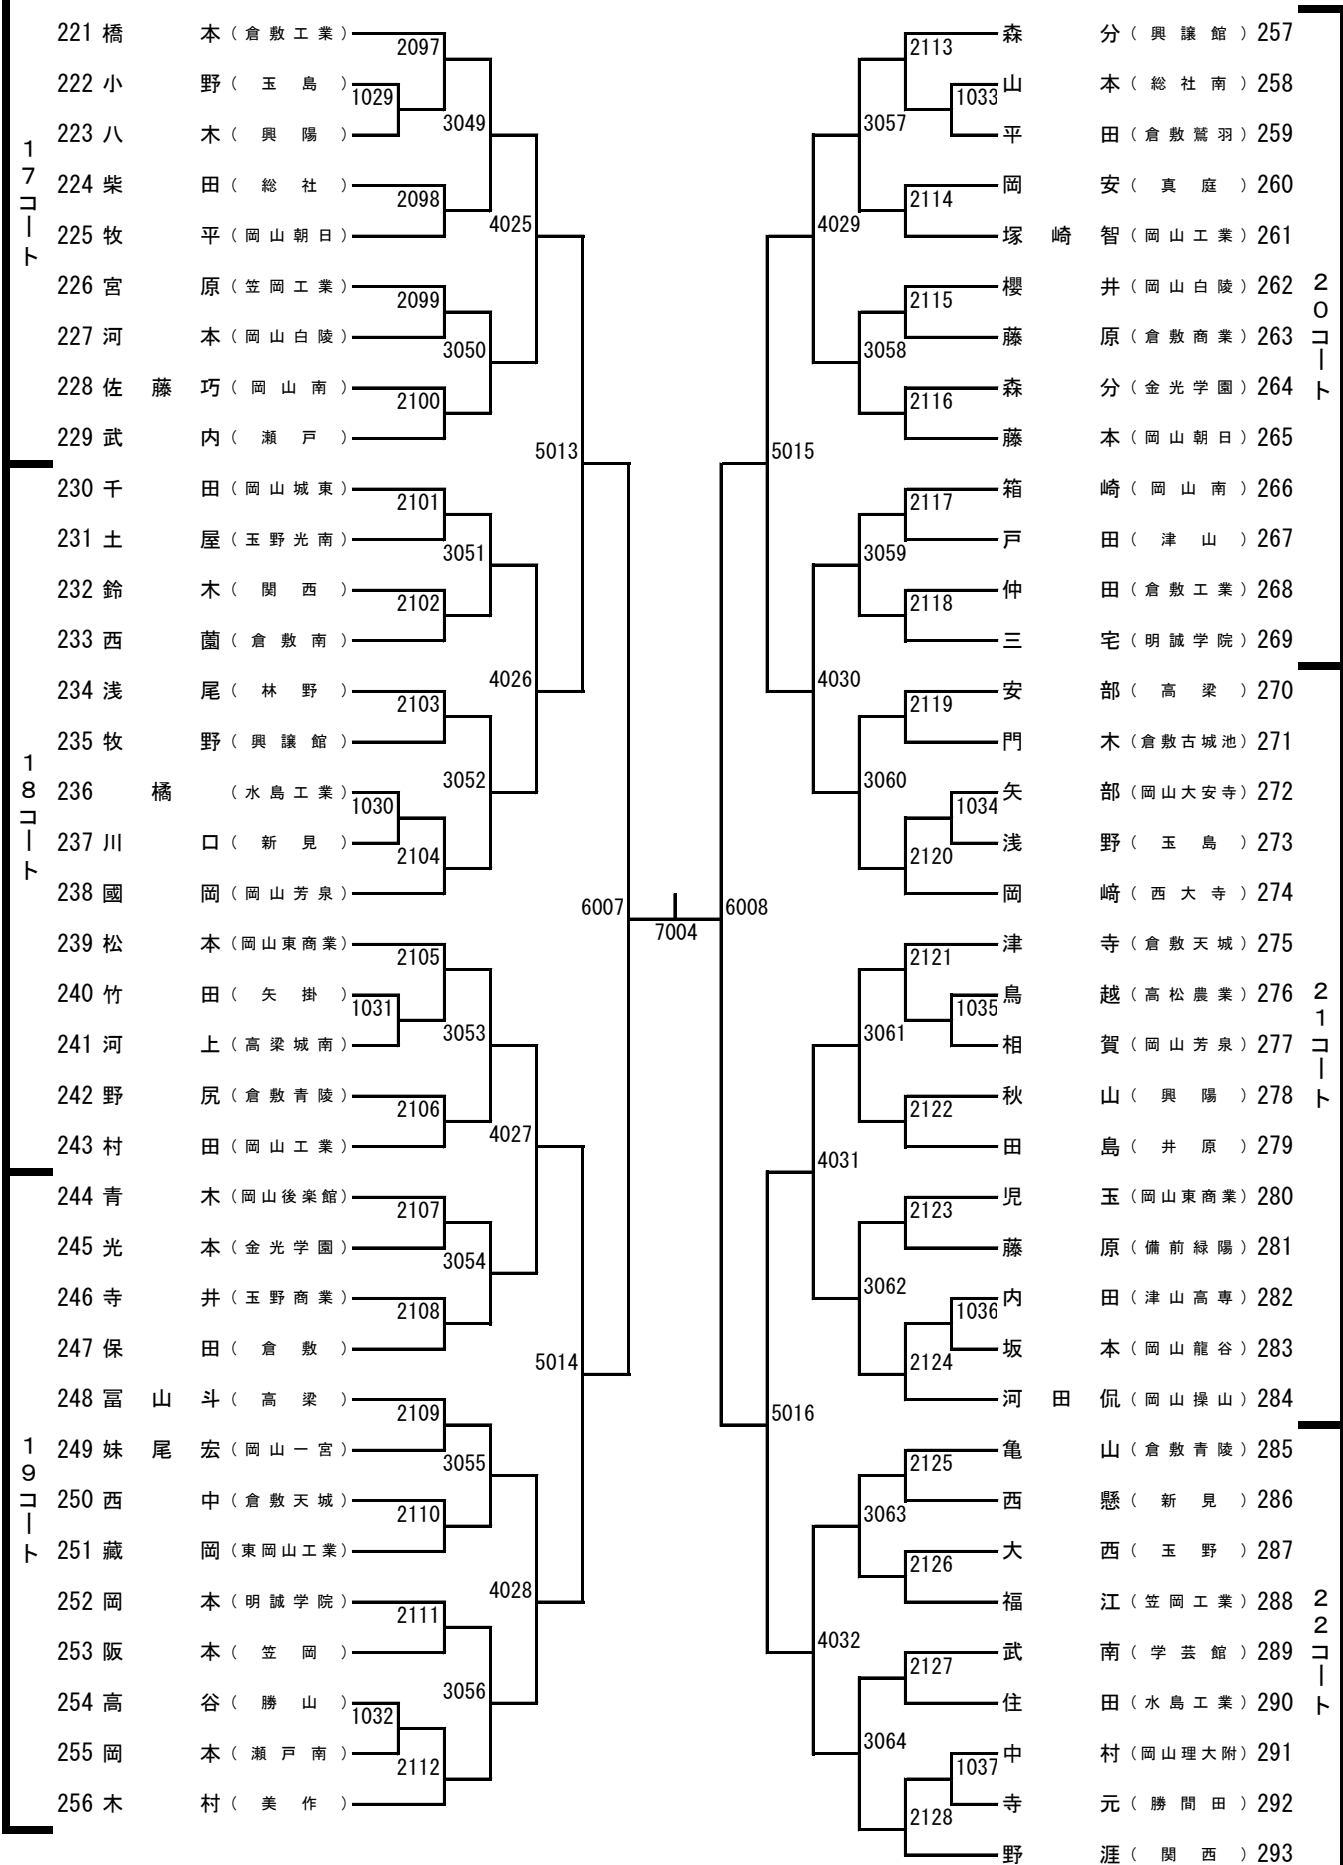 17コート
221 橋本 (倉敷工業)
222 小野 (玉島)
223 八木 (興陽)
224 柴田 (総社)
225 牧平 (岡山朝日)
226 宮原 (笠岡工業)
227 河本 (岡山白陵)
228 佐藤巧 (岡山南)
229 武内 (瀬戸)
18コート
230 千田 (岡山城東)
231 土屋 (玉野光南)
232 鈴木 (関西)
233 西薗 (倉敷南)
234 浅尾 (林野)
235 牧野 (興譲館)
236 橘 (水島工業)
237 川口 (新見)
238 國岡 (岡山芳泉)
239 松本 (岡山東商業)
240 竹田 (矢掛)
241 河上 (高梁城南)
242 野尻 (倉敷青陵)
243 村田 (岡山工業)
19コート
244 青木 (岡山後楽館)
245 光本 (金光学園)
246 寺井 (玉野商業)
247 保田 (倉敷)
248 冨山斗 (高梁)
249 妹尾宏 (岡山一宮)
250 西中 (倉敷天城)
251 藏岡 (東岡山工業)
252 岡本 (明誠学院)
253 阪本 (笠岡)
254 高谷 (勝山)
255 岡本 (瀬戸南)
256 木村 (美作)
1029
1030
1031
1032
2097
2098
2099
2100
2101
2102
2103
2104
2105
2106
2107
2108
2109
2110
2111
2112
3049
3050
3051
3052
3053
3054
3055
3056
4025
4026
4027
4028
5013
5014
6007
7004
6008
5015
5016
4029
4030
4031
4032
3057
3058
3059
3060
3061
3062
3063
3064
2113
2114
2115
2116
2117
2118
2119
2120
2121
2122
2123
2124
2125
2126
2127
2128
1033
1034
1035
1036
1037
20コート
森分 (興譲館) 257
山本 (総社南) 258
平田 (倉敷鷲羽) 259
岡安 (真庭) 260
塚崎智 (岡山工業) 261
櫻井 (岡山白陵) 262
藤原 (倉敷商業) 263
森分 (金光学園) 264
藤本 (岡山朝日) 265
箱崎 (岡山南) 266
戸田 (津山) 267
仲田 (倉敷工業) 268
三宅 (明誠学院) 269
21コート
安部 (高梁) 270
門木 (倉敷古城池) 271
矢部 (岡山大安寺) 272
浅野 (玉島) 273
岡﨑 (西大寺) 274
津寺 (倉敷天城) 275
鳥越 (高松農業) 276
相賀 (岡山芳泉) 277
秋山 (興陽) 278
田島 (井原) 279
児玉 (岡山東商業) 280
藤原 (備前緑陽) 281
内田 (津山高専) 282
坂本 (岡山龍谷) 283
河田侃 (岡山操山) 284
22コート
亀山 (倉敷青陵) 285
西懸 (新見) 286
大西 (玉野) 287
福江 (笠岡工業) 288
武南 (学芸館) 289
住田 (水島工業) 290
中村 (岡山理大附) 291
寺元 (勝間田) 292
野涯 (関西) 293